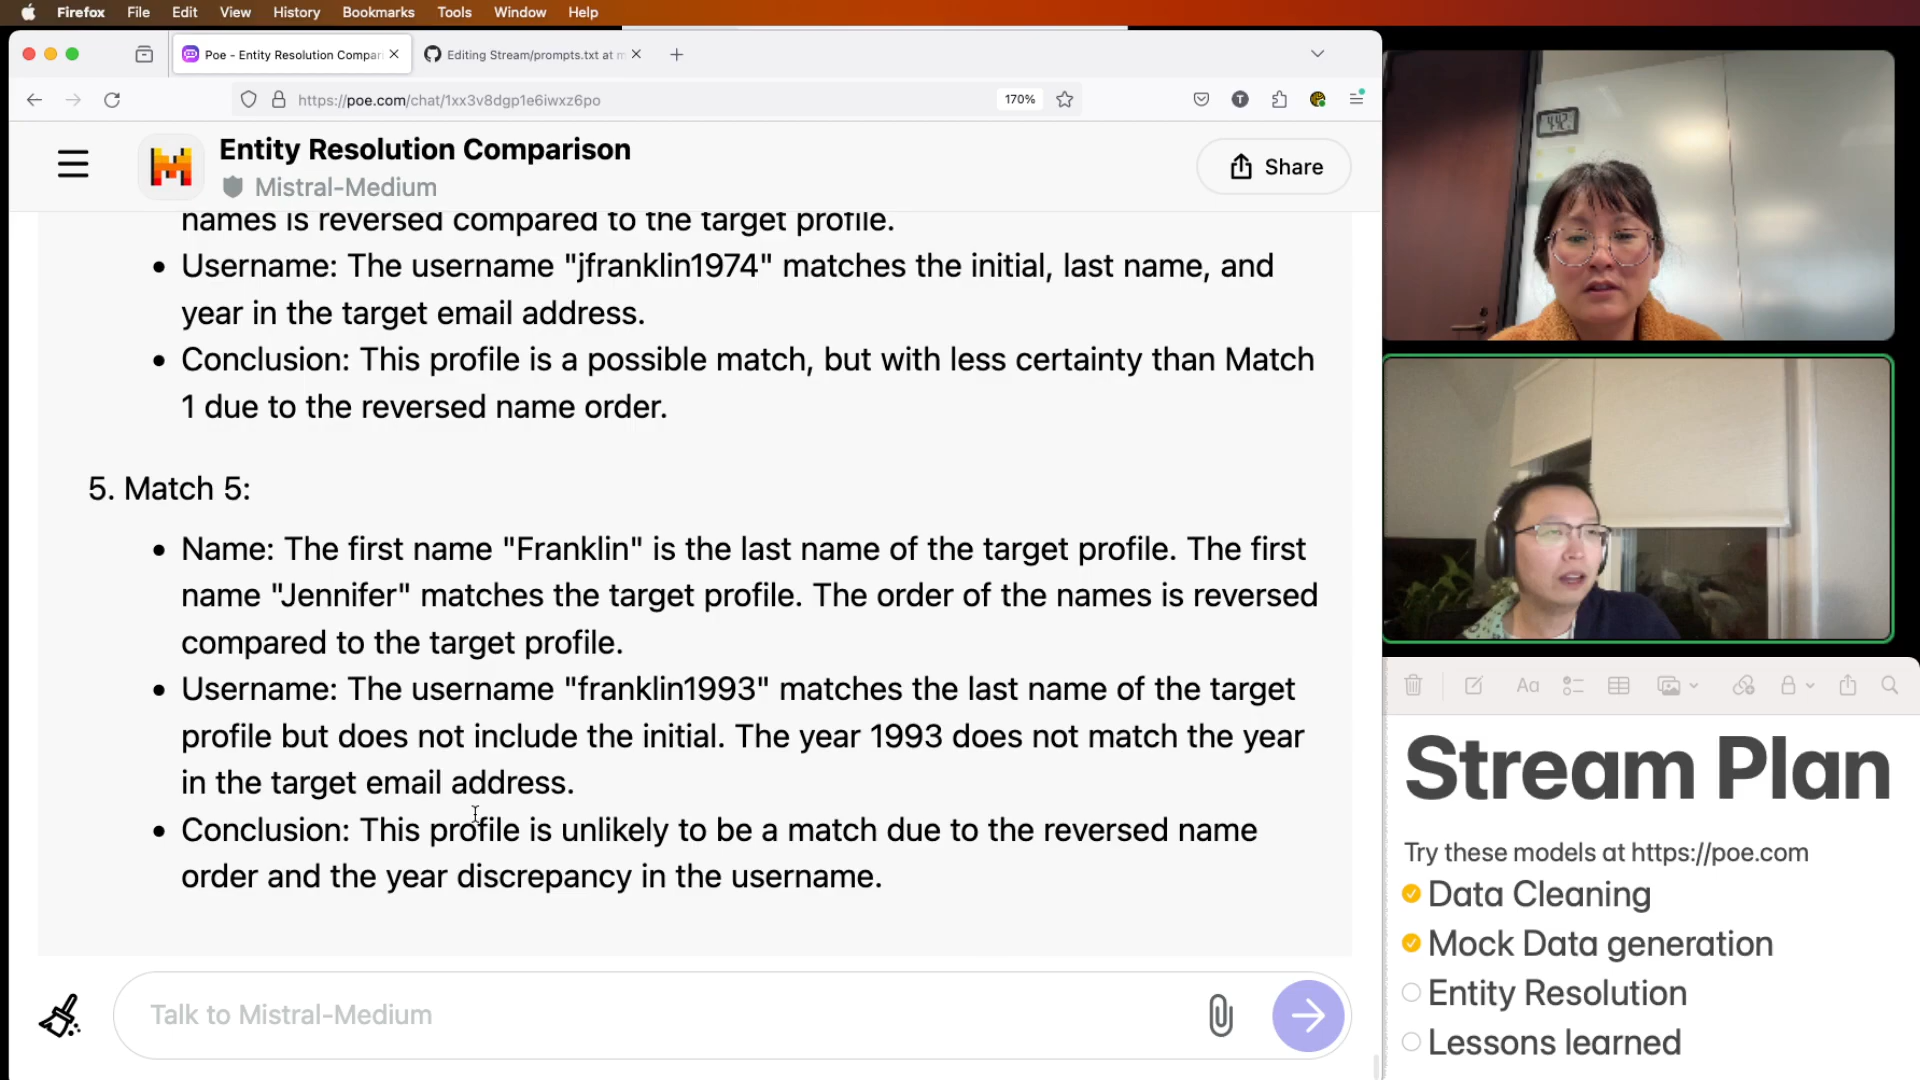 Firefox File Edit View History Bookmarks Tools Window Help
Poe - Entity Resolution Compar
Editing Stream/prompts.txt at m
https://poe.com/chat/1xx3v8dgp1e6iwxz6po
170%
T
Entity Resolution Comparison
Mistral-Medium
Share
names is reversed compared to the target profile.
• Username: The username "jfranklin1974" matches the initial, last name, and
year in the target email address.
• Conclusion: This profile is a possible match, but with less certainty than Match
1 due to the reversed name order.
5. Match 5:
• Name: The first name "Franklin" is the last name of the target profile. The first
name "Jennifer" matches the target profile. The order of the names is reversed
compared to the target profile.
• Username: The username "franklin1993" matches the last name of the target
profile but does not include the initial. The year 1993 does not match the year
in the target email address.
• Conclusion: This profile is unlikely to be a match due to the reversed name
order and the year discrepancy in the username.
Talk to Mistral-Medium
Aa
Stream Plan
Try these models at https://poe.com
Data Cleaning
Mock Data generation
Entity Resolution
Lessons learned